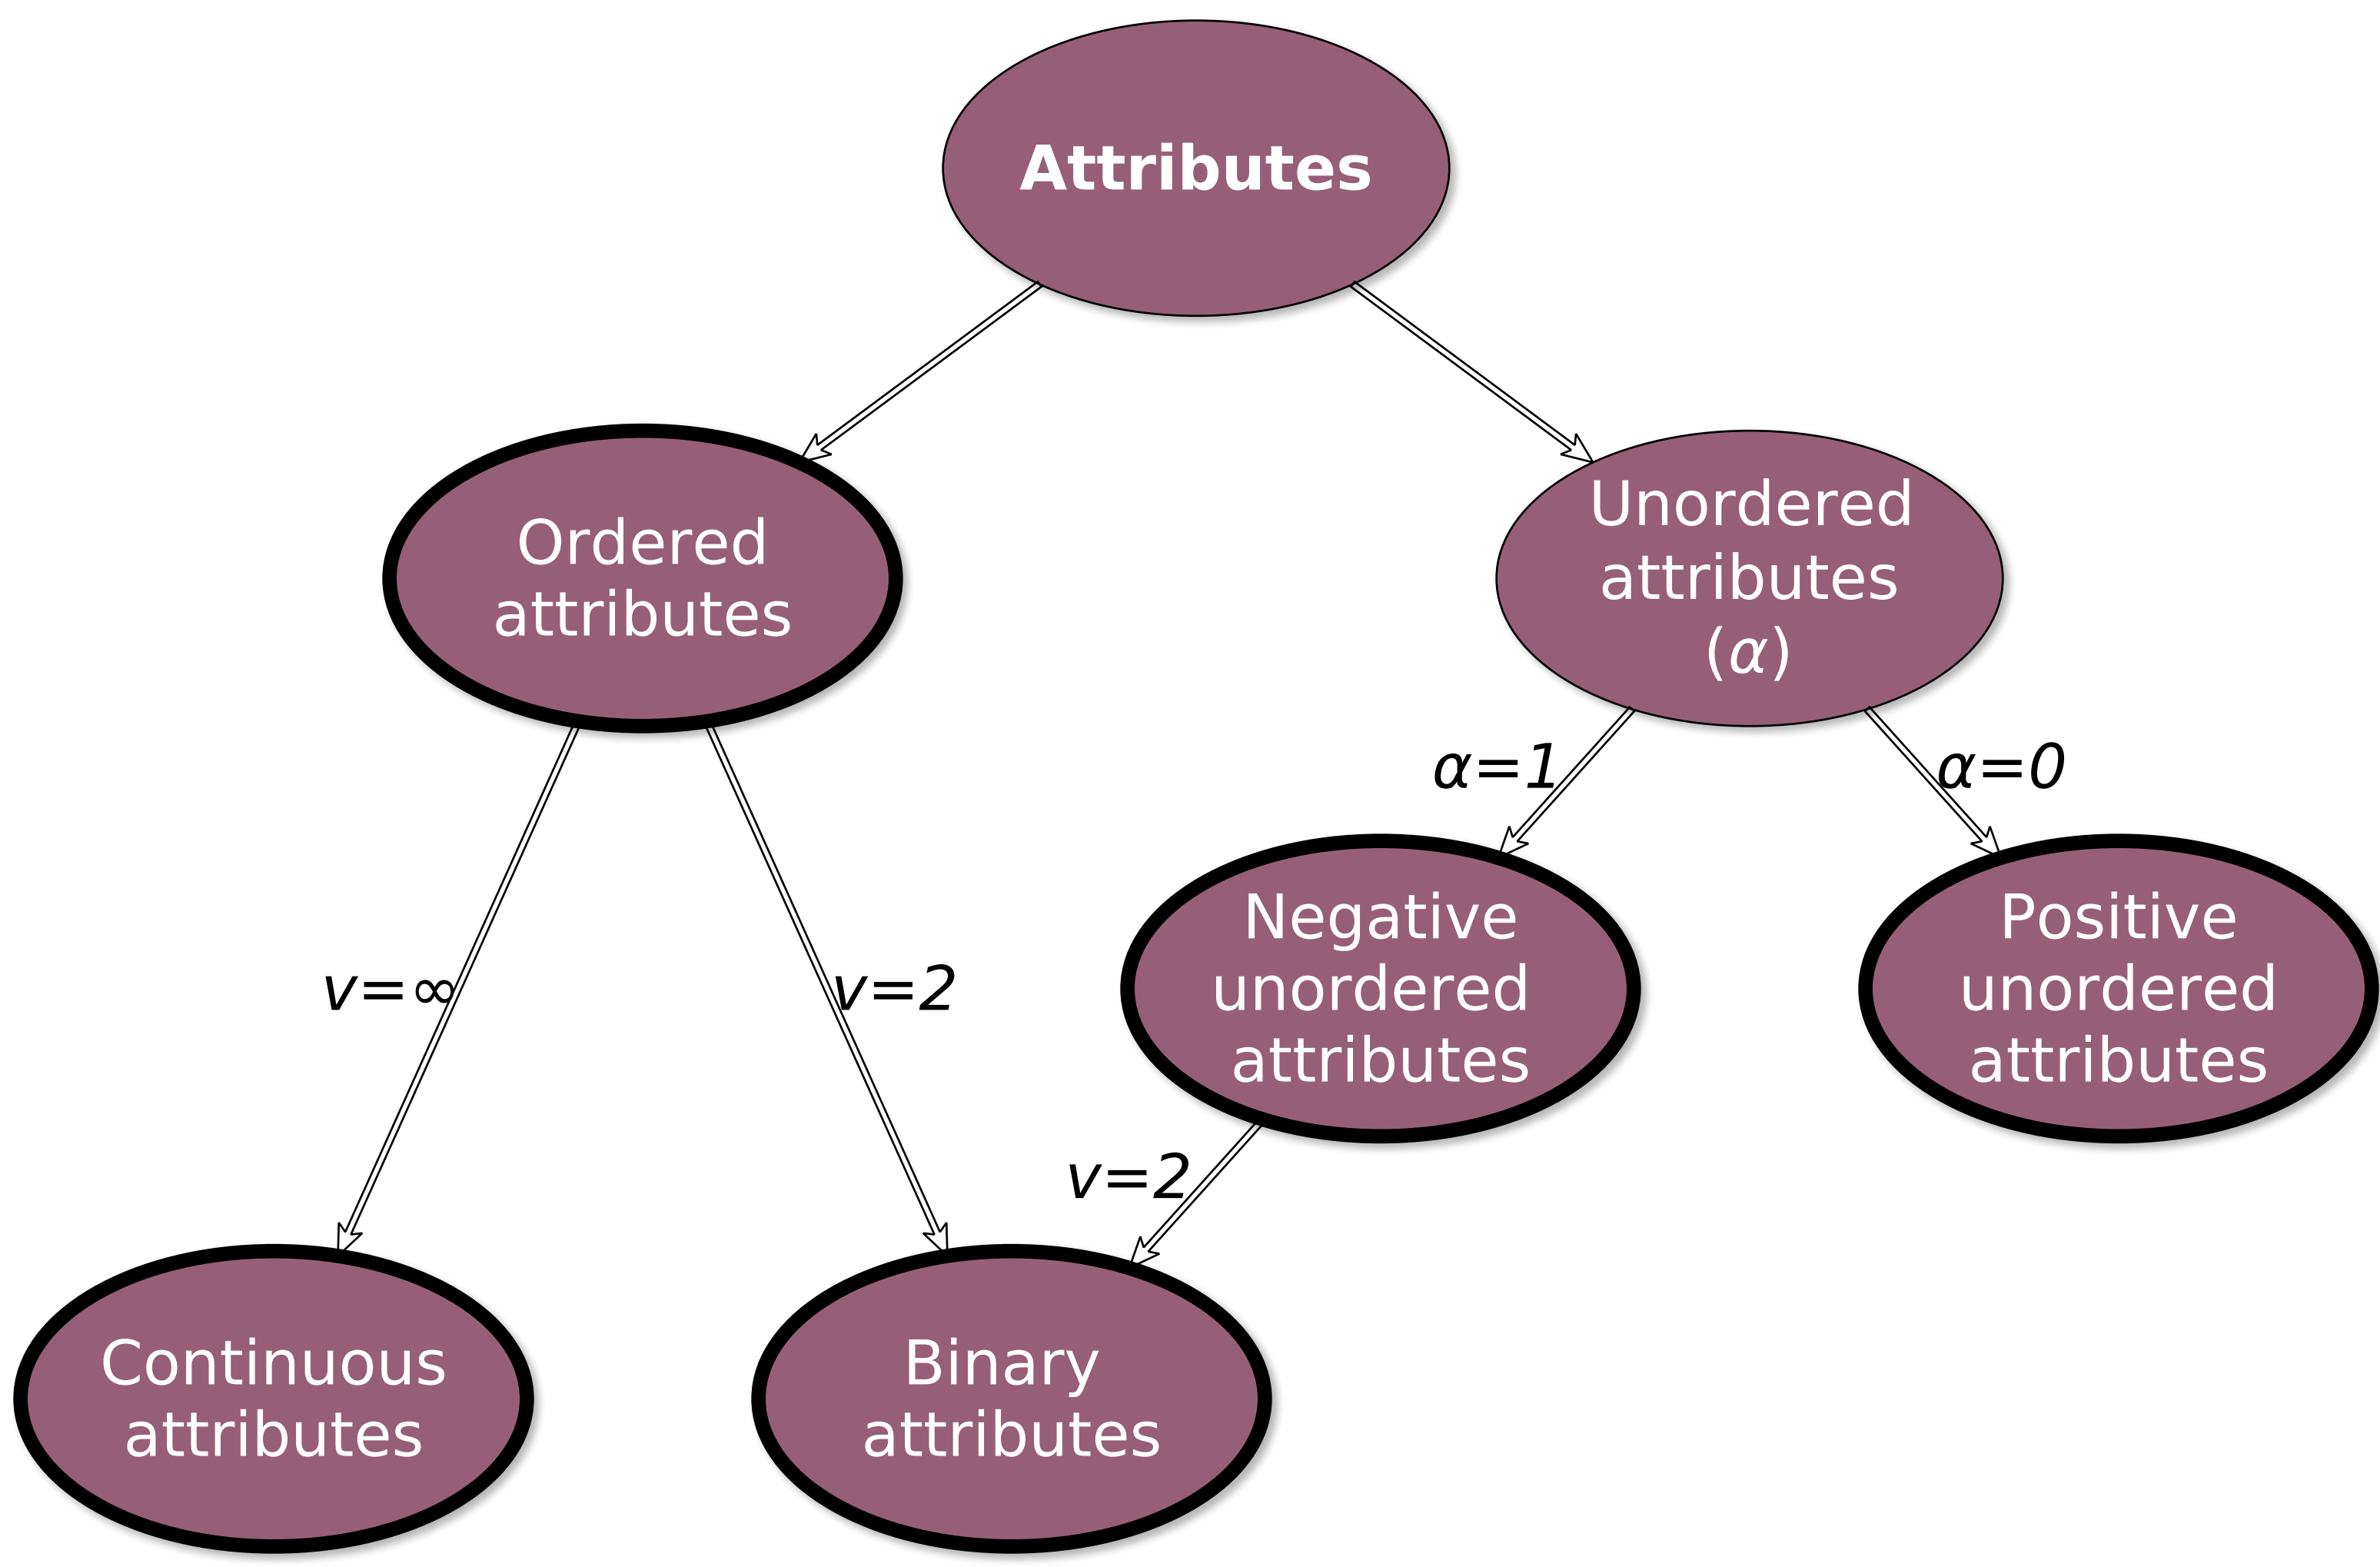 Attributes
Ordered
attributes
Unordered
attributes
(α)
α=1
α=0
v=∞
v=2
Negative
unordered
attributes
Positive
unordered
attributes
v=2
Continuous
attributes
Binary
attributes